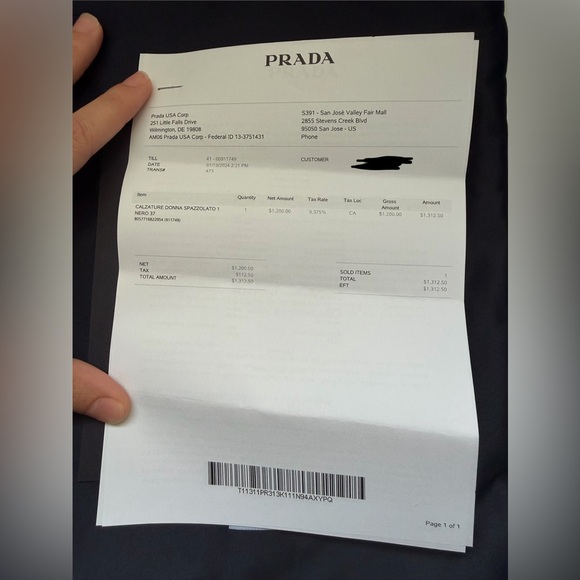 PRADA
Prada USA Corp
251 Little Falls Drive
Wilmington, DE 19808
AM06 Prada USA Corp - Federal ID 13-3751431
5391 - San José Valley Fair Mall
2855 Stevens Creek Blvd
95050 San Jose - US
Phone
TILL
DATE
TRANS#
471
CUSTOMER
Item Quantity Net Amount Tax Rate Tax Loc Gross Amount Amount
CALZATURE DONNA SPAZZOLATO 1 1 $1,200.00 9.375% CA $1,200.00 $1,312.50
NERO 37
NET $1,200.00
TAX $112.50
TOTAL AMOUNT $1,312.50
SOLD ITEMS 1
TOTAL $1,312.50
EFT $1,312.50
T11311PR313K111N94AXYPQ
Page 1 of 1